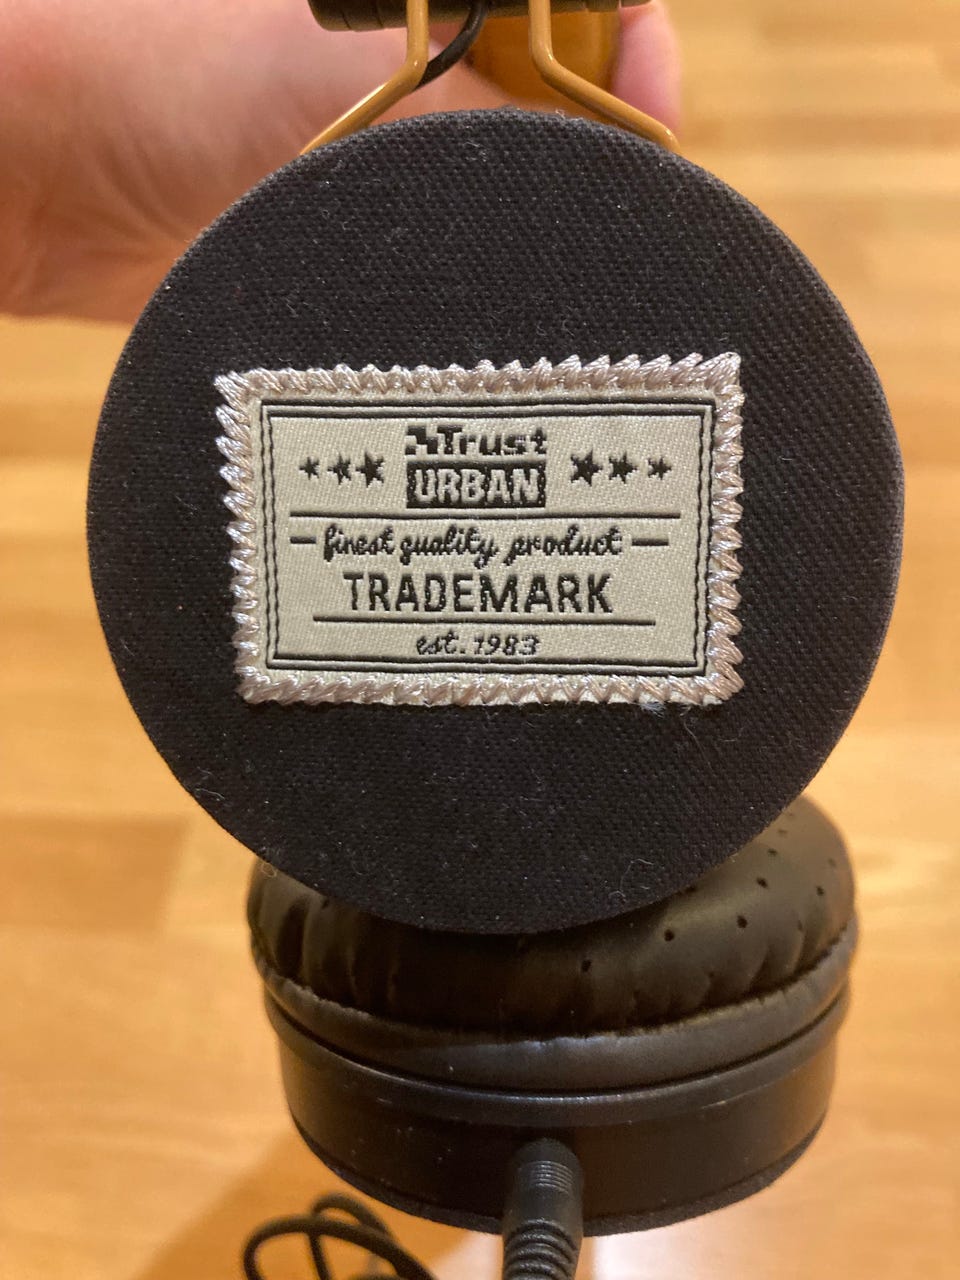 Trust
URBAN
finest quality product
TRADEMARK
est. 1983